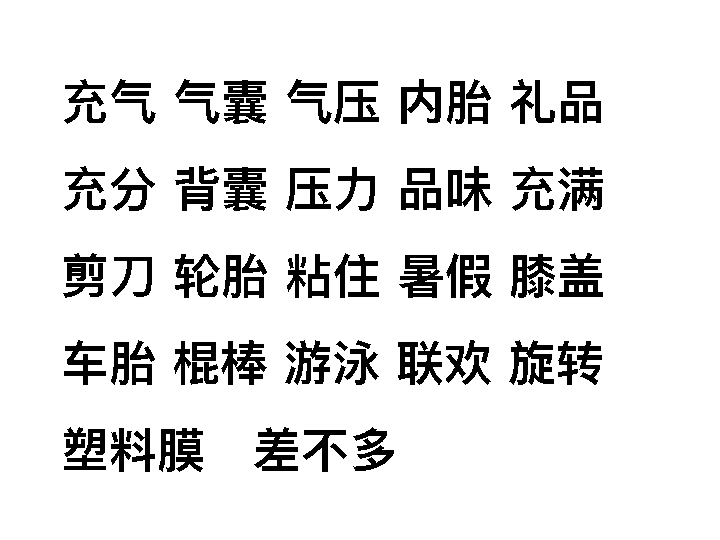 充气 气囊 气压 内胎 礼品
充分 背囊 压力 品味 充满
剪刀 轮胎 粘住 暑假 膝盖
车胎 棍棒 游泳 联欢 旋转
塑料膜　差不多